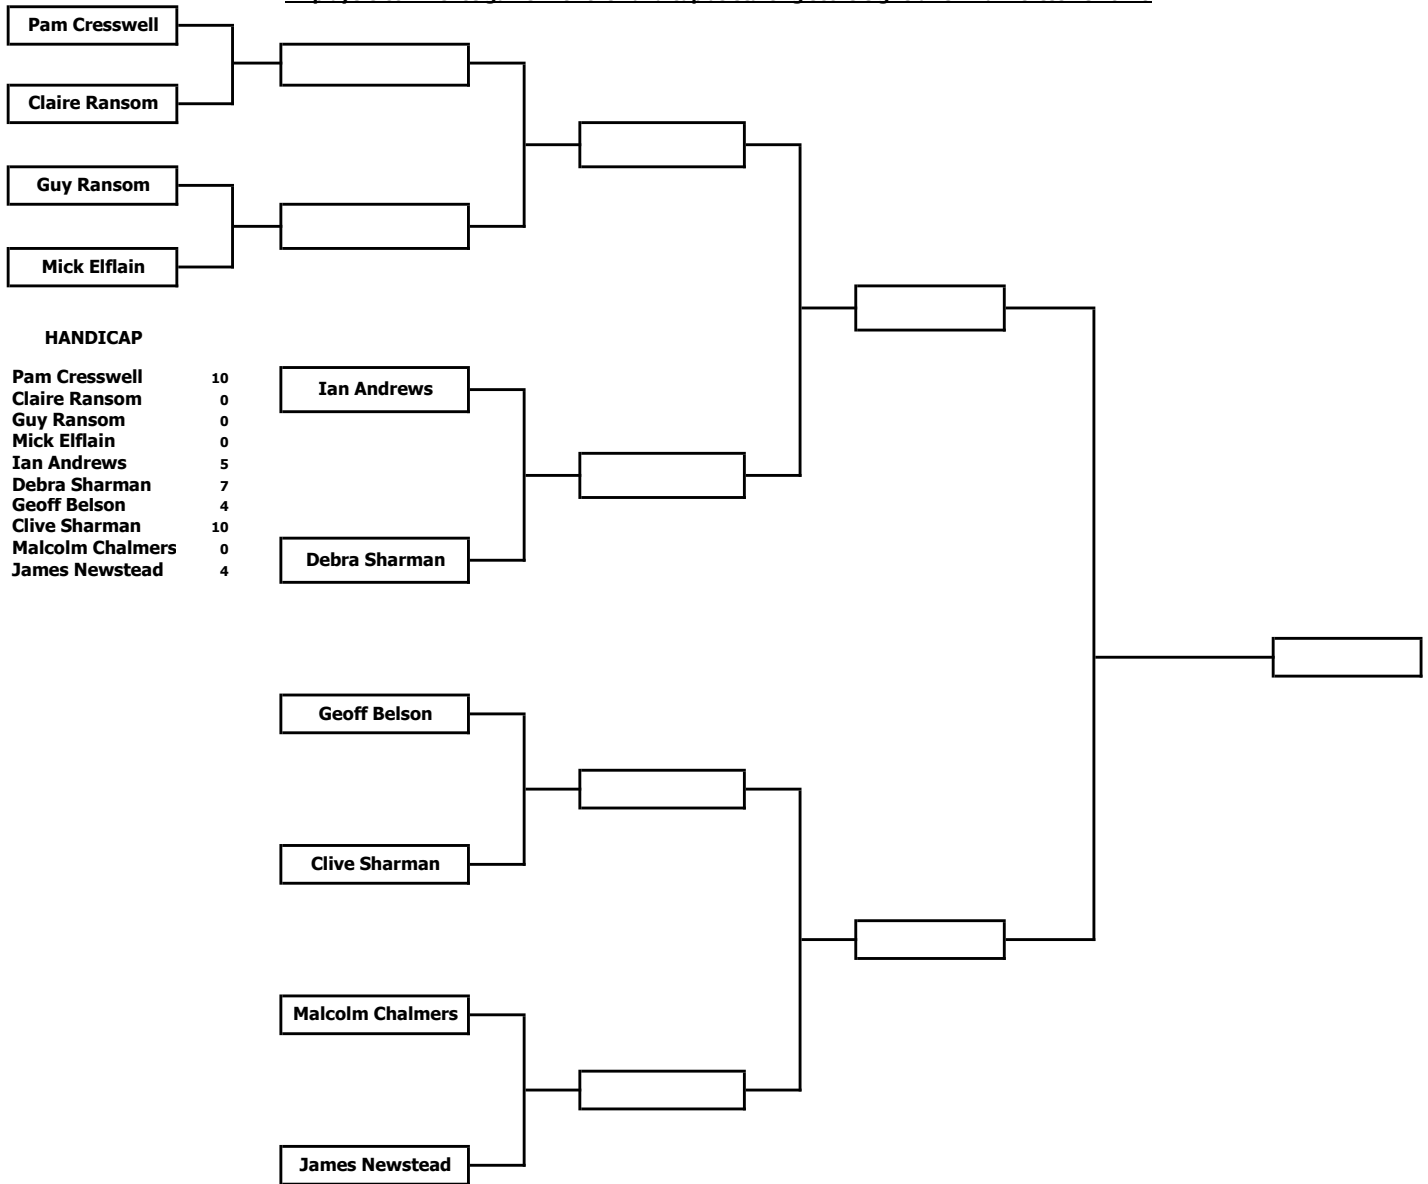 Pam Cresswell
Claire Ransom
Guy Ransom
Mick Elflain
HANDICAP
Pam Cresswell 10
Claire Ransom 0
Guy Ransom 0
Mick Elflain 0
Ian Andrews 5
Debra Sharman 7
Geoff Belson 4
Clive Sharman 10
Malcolm Chalmers 0
James Newstead 4
Ian Andrews
Debra Sharman
Geoff Belson
Clive Sharman
Malcolm Chalmers
James Newstead